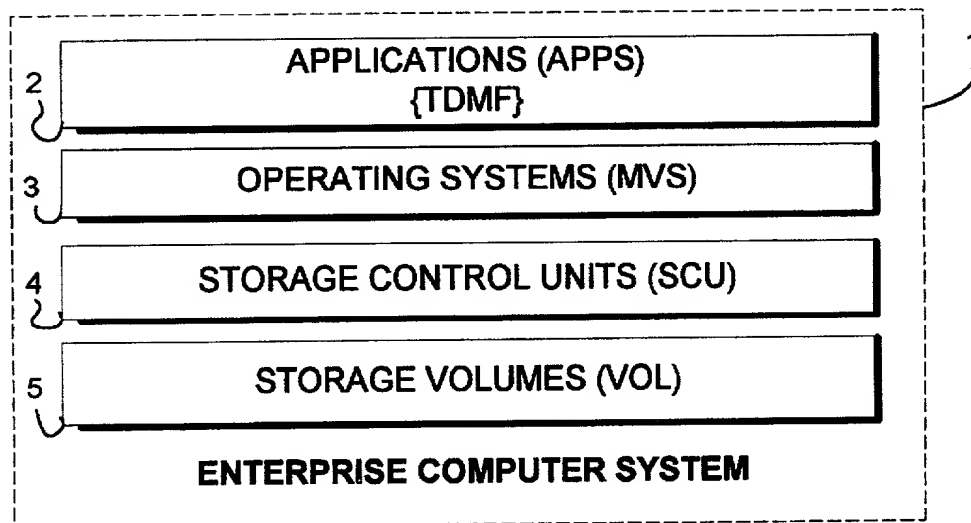 APPLICATIONS (APPS)
{TDMF}
2
OPERATING SYSTEMS (MVS)
3
STORAGE CONTROL UNITS (SCU)
4
STORAGE VOLUMES (VOL)
5
ENTERPRISE COMPUTER SYSTEM